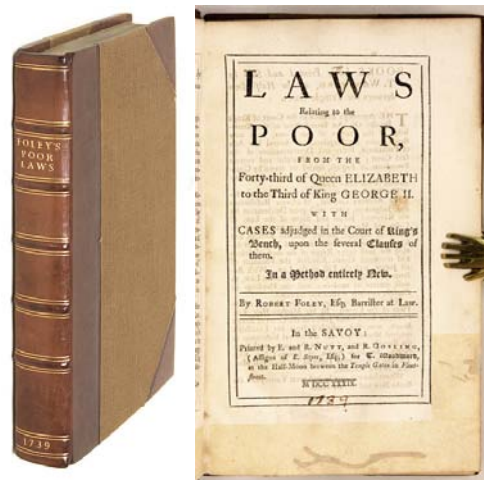 FOLEY'S
POOR
LAWS
1739
LAWS
Relating to the
POOR,
FROM THE
Forty-third of Queen ELIZABETH
to the Third of King GEORGE II.
WITH
CASES adjudged in the Court of King's
Bench, upon the several Clauses of
them.
In a Method entirely New.
By ROBERT FOLEY, Esq; Barrister at Law.
In the SAVOY:
Printed by E. and R. NUTT, and R. GOSLING,
(Assigns of E. Sayer, Esq;) for T. Woodward,
at the Half-Moon between the Temple Gates in Fleet-
street.
M DCC XXXIX.
1739